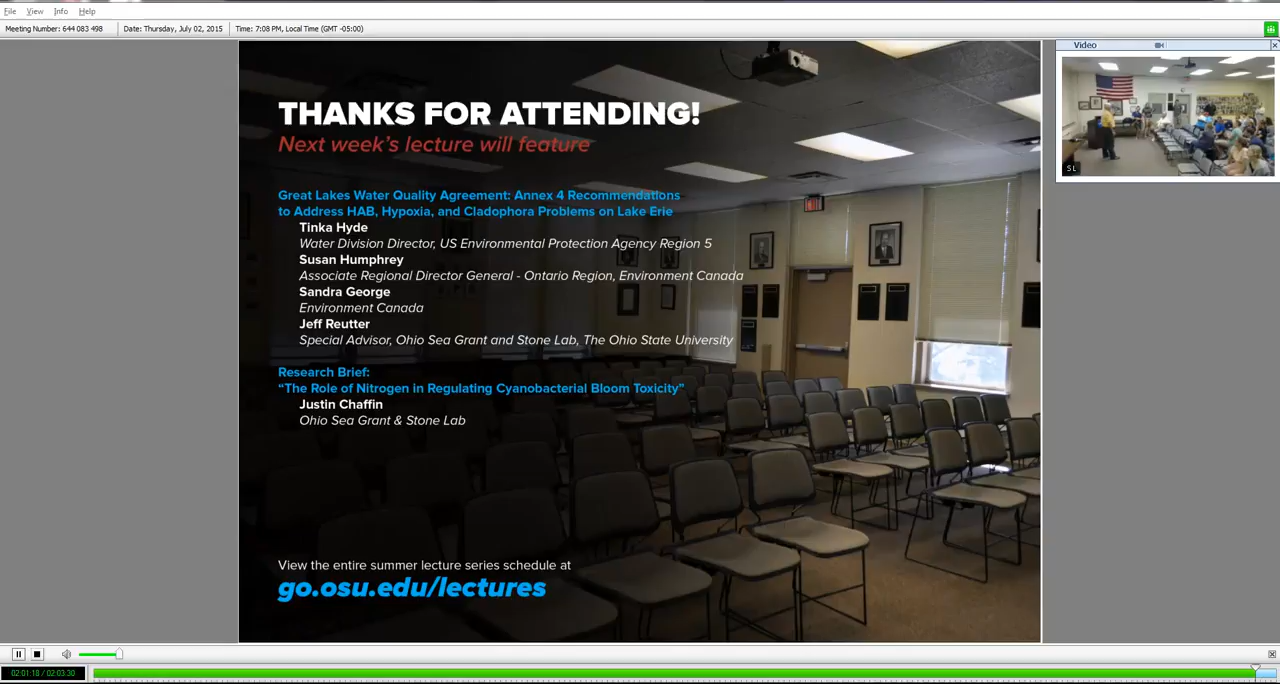 File View Info Help
Meeting Number: 644 083 498 Date: Thursday, July 02, 2015 Time: 7:08 PM, Local Time (GMT -05:00)
Video
SL
THANKS FOR ATTENDING!
Next week's lecture will feature
Great Lakes Water Quality Agreement: Annex 4 Recommendations
to Address HAB, Hypoxia, and Cladophora Problems on Lake Erie
Tinka Hyde
Water Division Director, US Environmental Protection Agency Region 5
Susan Humphrey
Associate Regional Director General - Ontario Region, Environment Canada
Sandra George
Environment Canada
Jeff Reutter
Special Advisor, Ohio Sea Grant and Stone Lab, The Ohio State University
Research Brief:
“The Role of Nitrogen in Regulating Cyanobacterial Bloom Toxicity”
Justin Chaffin
Ohio Sea Grant & Stone Lab
View the entire summer lecture series schedule at
go.osu.edu/lectures
02:01:18 / 02:03:30